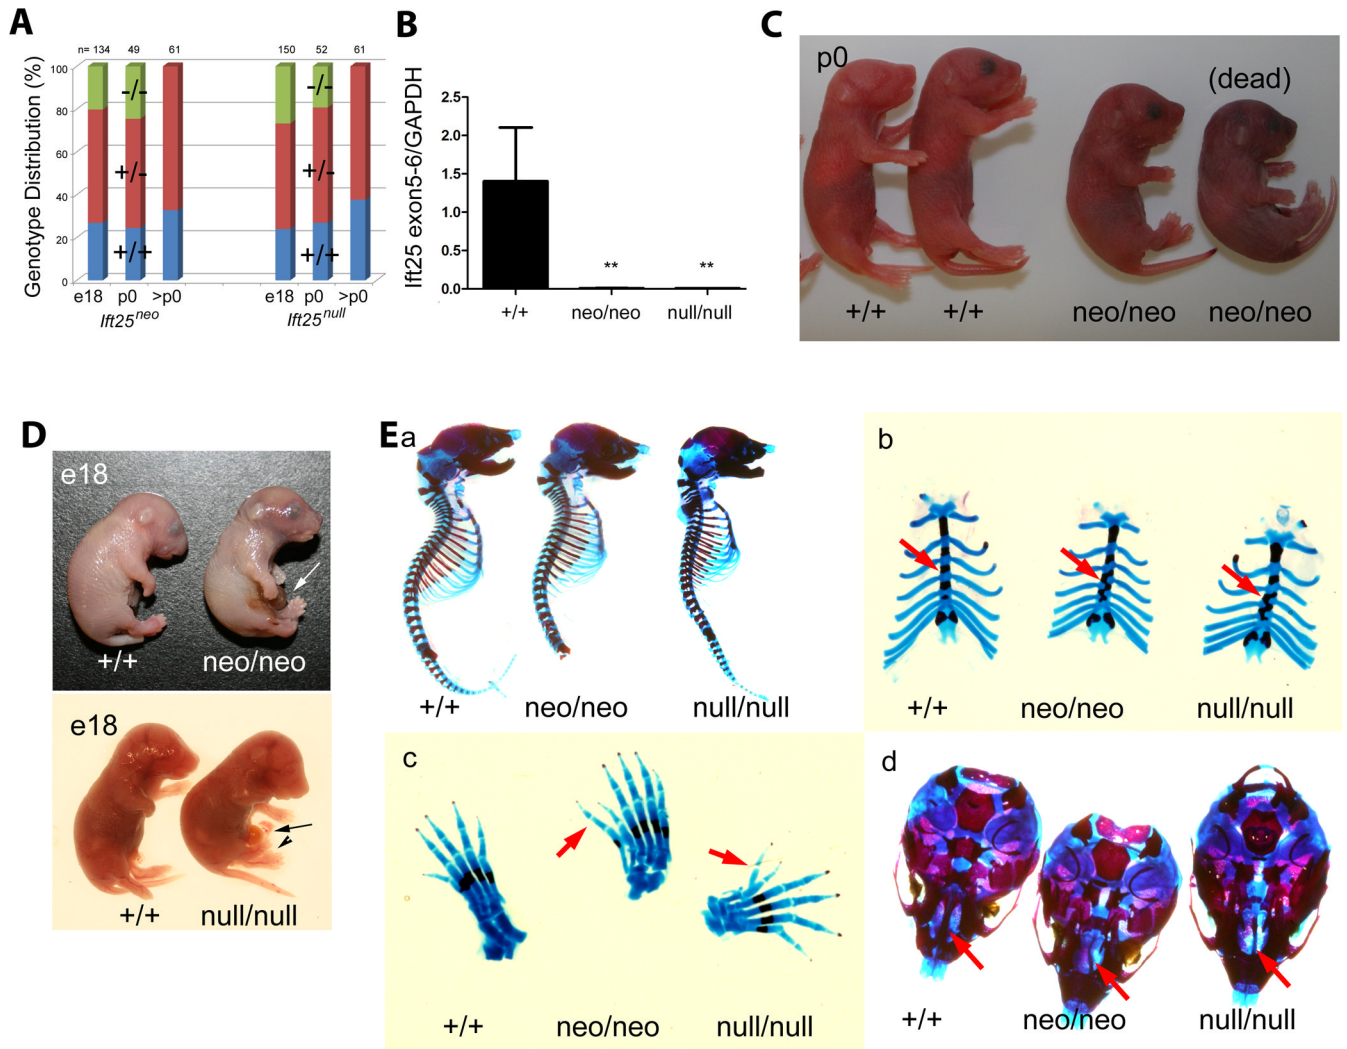 A
n= 134 49 61 150 52 61
Genotype Distribution (%)
100
80
60
40
20
0
-/-
+/-
+/+
-/-
+/-
+/+
e18 p0 >p0 e18 p0 >p0
Ift25neo Ift25null
B
Ift25 exon5-6/GAPDH
2.5
2.0
1.5
1.0
0.5
0.0
** **
+/+ neo/neo null/null
C
p0
(dead)
+/+ +/+ neo/neo neo/neo
D
e18
+/+ neo/neo
e18
+/+ null/null
E
a
+/+ neo/neo null/null
b
+/+ neo/neo null/null
c
+/+ neo/neo null/null
d
+/+ neo/neo null/null